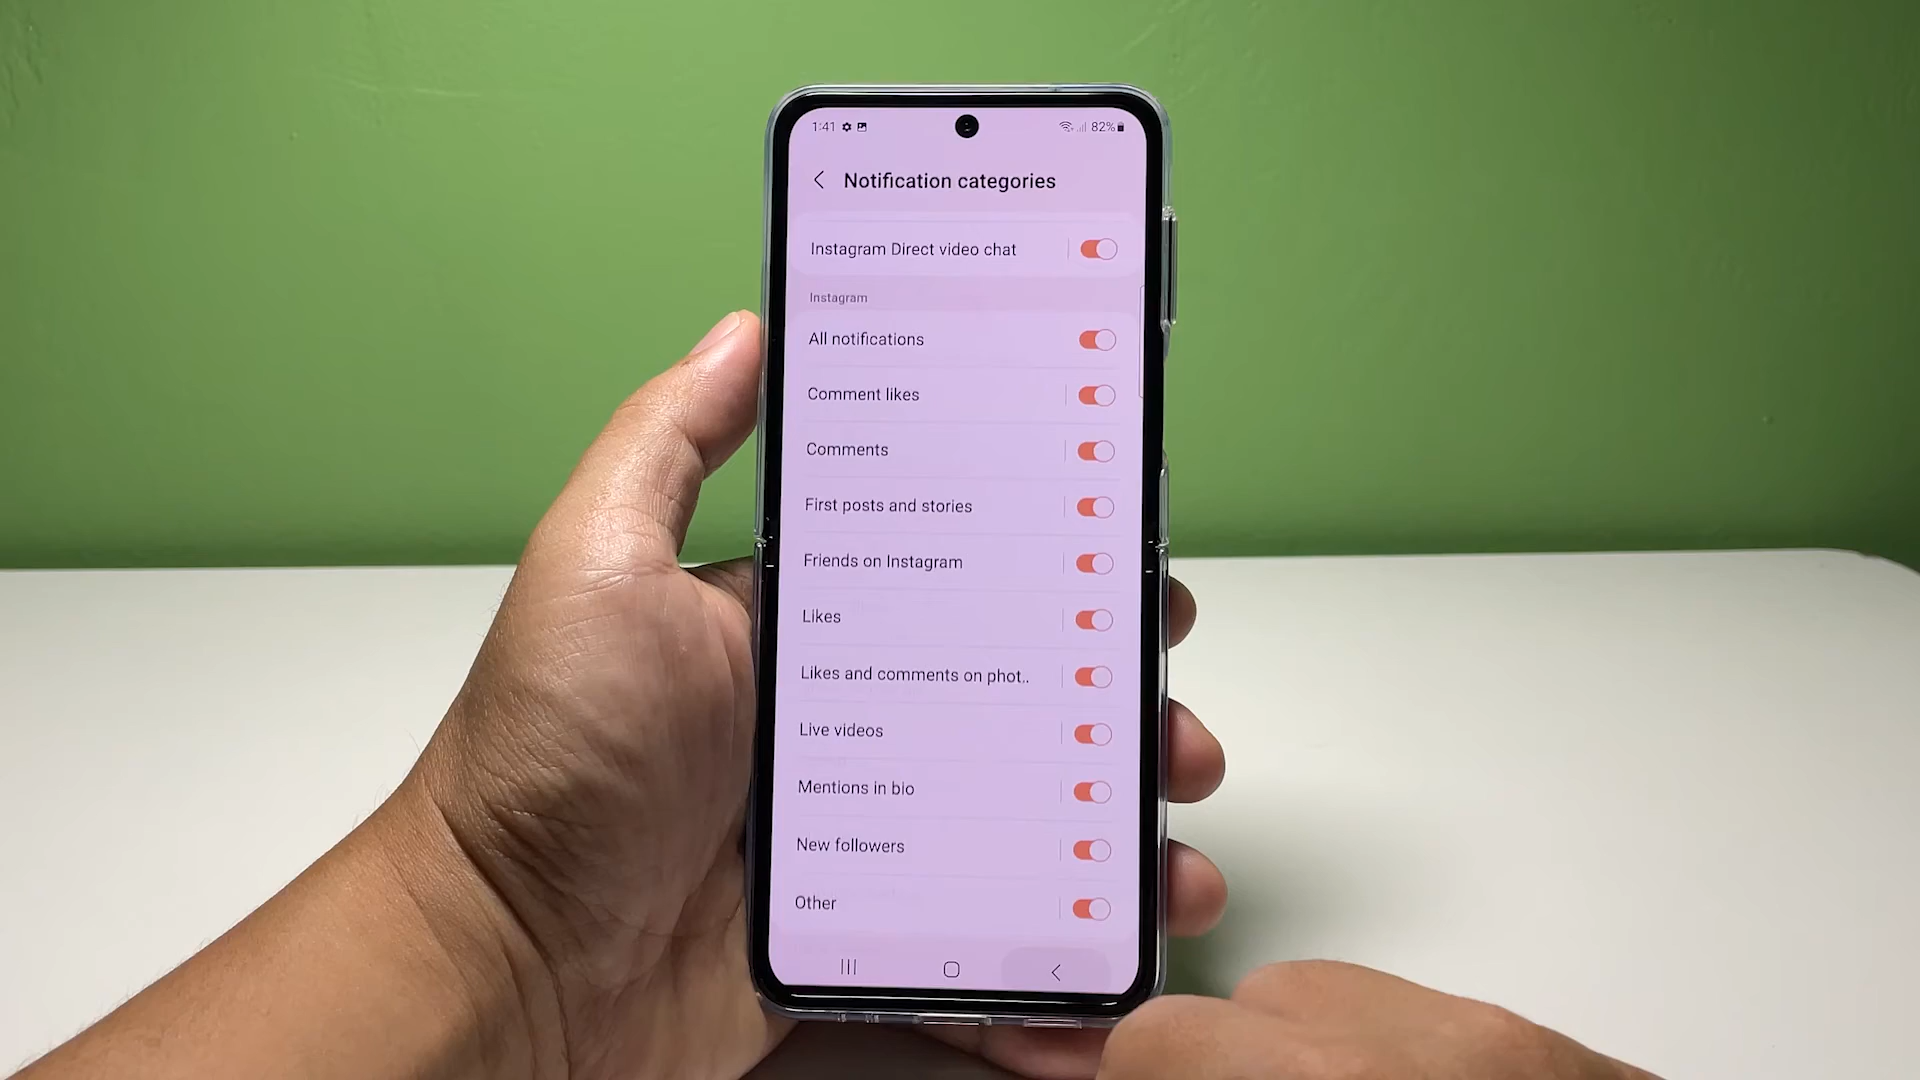 1:41 82%
Notification categories
Instagram Direct video chat
Instagram
All notifications
Comment likes
Comments
First posts and stories
Friends on Instagram
Likes
Likes and comments on phot..
Live videos
Mentions in bio
New followers
Other